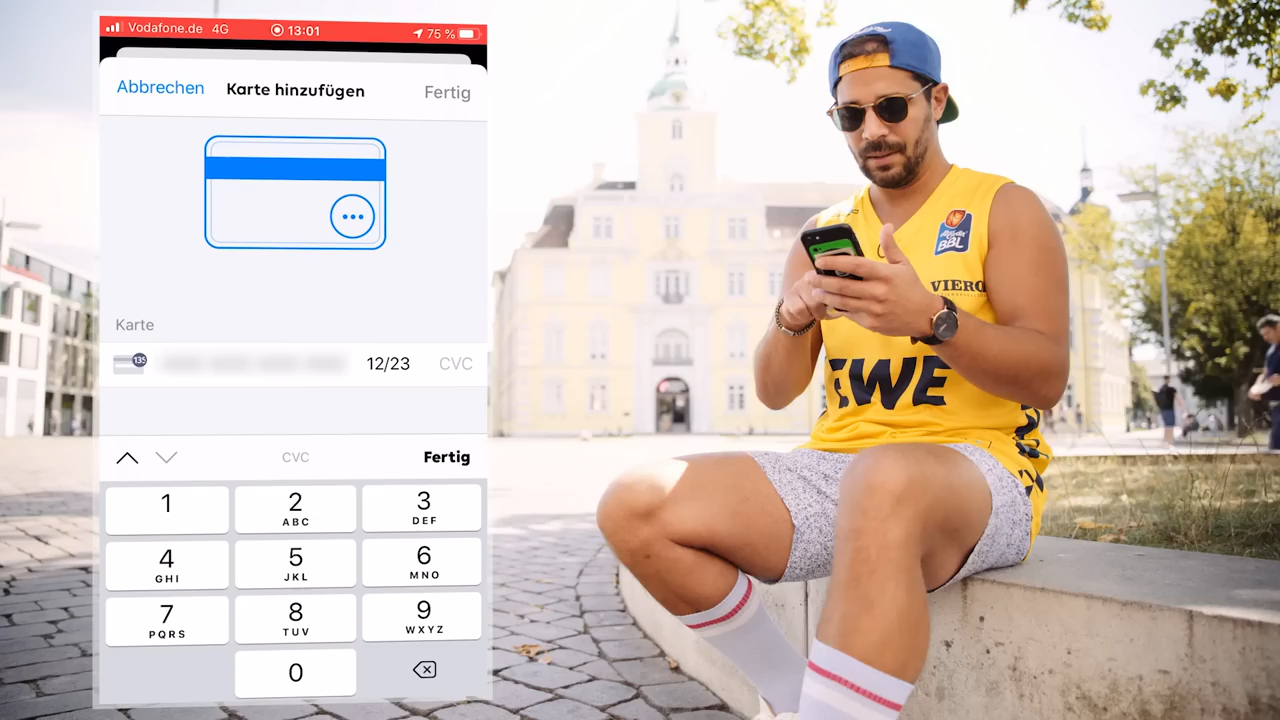 Vodafone.de 4G 13:01 75 %
Abbrechen Karte hinzufügen Fertig
Karte
135 12/23 CVC
CVC Fertig
1
2
ABC
3
DEF
4
GHI
5
JKL
6
MNO
7
PQRS
8
TUV
9
WXYZ
0
BBL
VIERO
EWE